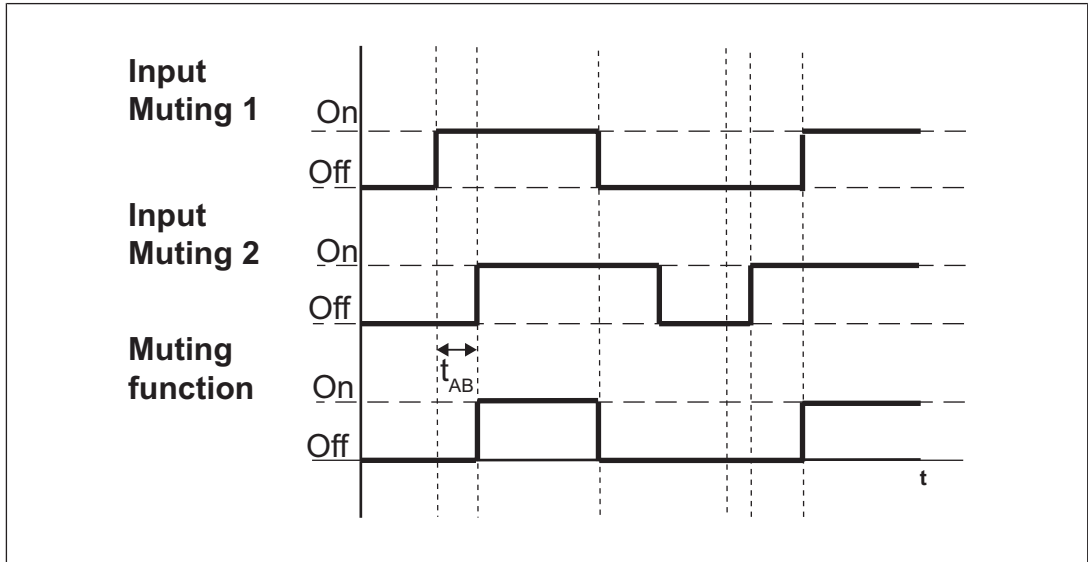 Input
Muting 1
On
Off
Input
Muting 2
On
Off
Muting
function
tAB
On
Off
t